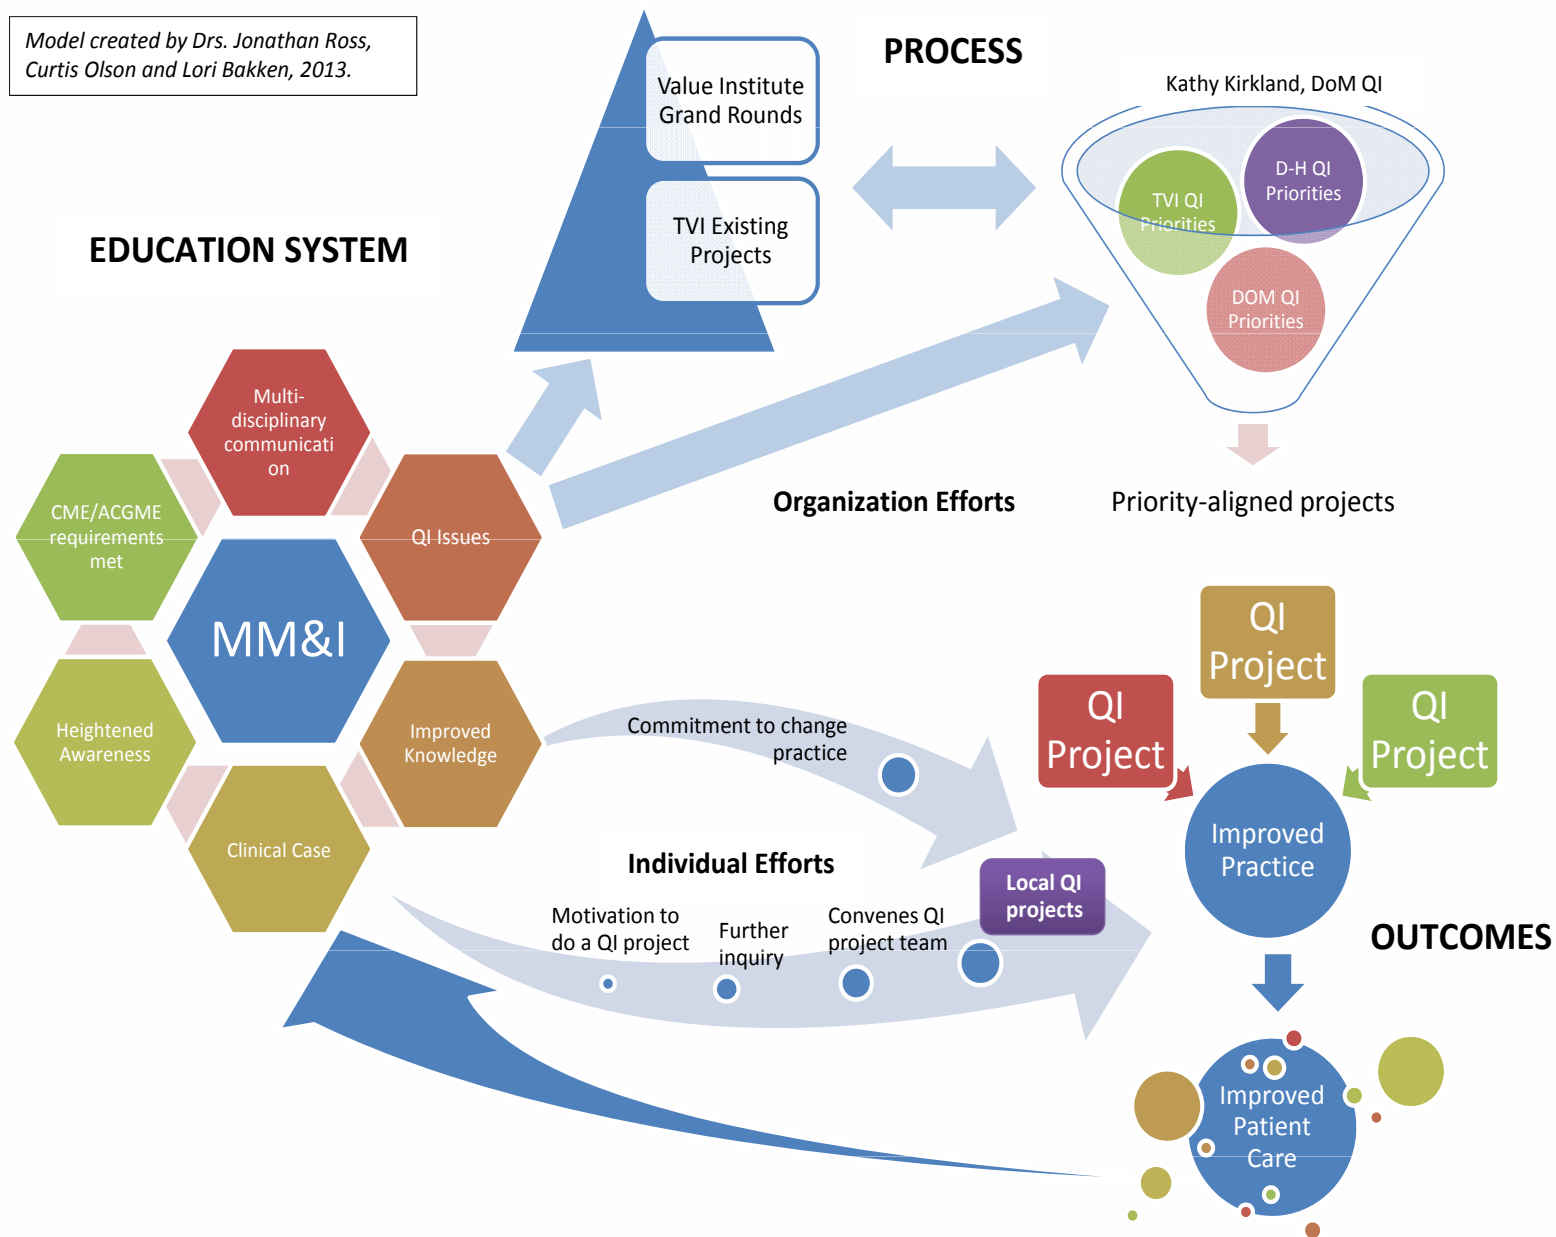 Model created by Drs. Jonathan Ross,
Curtis Olson and Lori Bakken, 2013.
PROCESS
Value Institute
Grand Rounds
TVI Existing
Projects
Kathy Kirkland, DoM QI
D-H QI
Priorities
TVI QI
Priorities
DOM QI
Priorities
EDUCATION SYSTEM
Multi-
disciplinary
communicati
on
CME/ACGME
requirements
met
QI Issues
MM&I
Heightened
Awareness
Improved
Knowledge
Clinical Case
Organization Efforts
Priority-aligned projects
QI
Project
QI
Project
QI
Project
Commitment to change
practice
Improved
Practice
Individual Efforts
Local QI
projects
Motivation to
do a QI project
Further
inquiry
Convenes QI
project team
OUTCOMES
Improved
Patient
Care